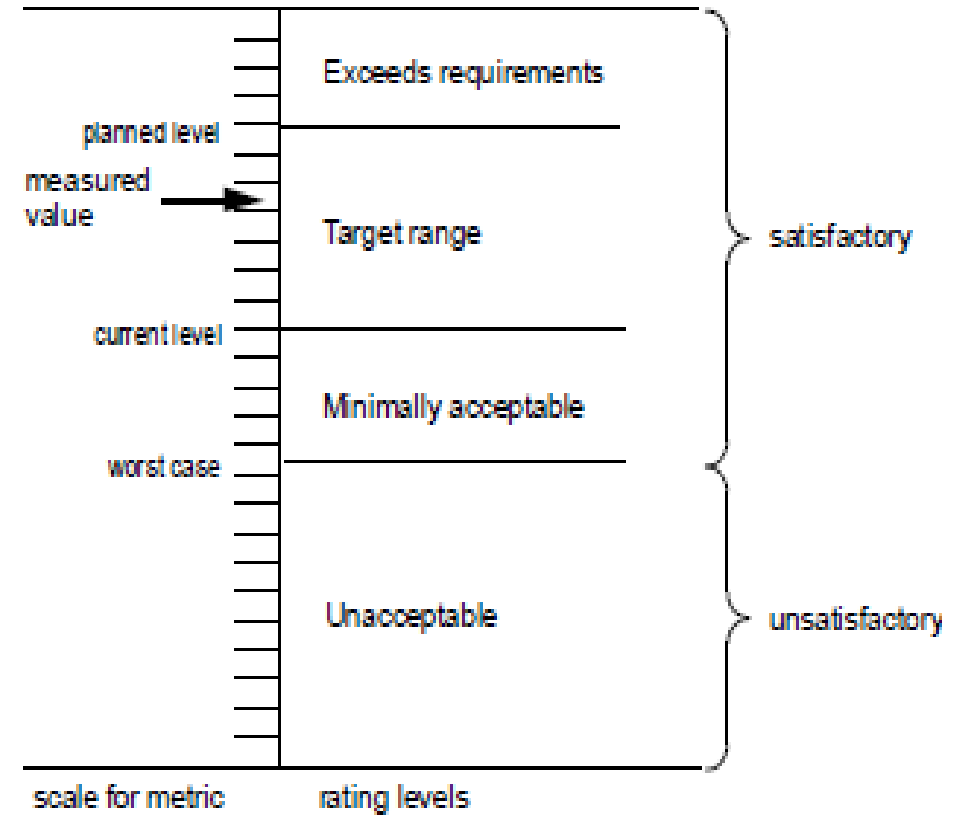 Exceeds requirements
planned level
measured
value
Target range
satisfactory
current level
Minimally acceptable
worst case
Unacceptable
unsatisfactory
scale for metric
rating levels